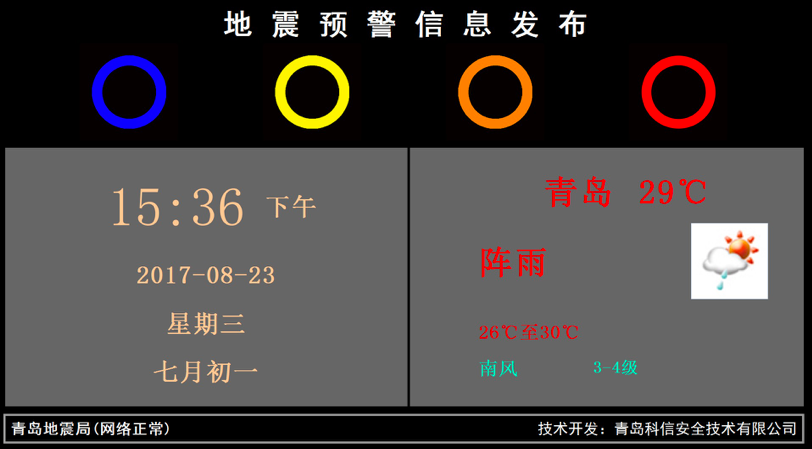 地震预警信息发布
15:36 下午
2017-08-23
星期三
七月初一
青岛 29℃
阵雨
26℃至30℃
南风 3-4级
青岛地震局(网络正常)
技术开发：青岛科信安全技术有限公司